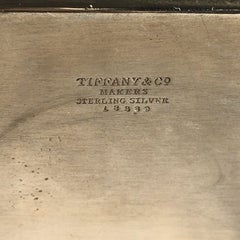 TIFFANY & CO
MAKERS
STERLING SILVER